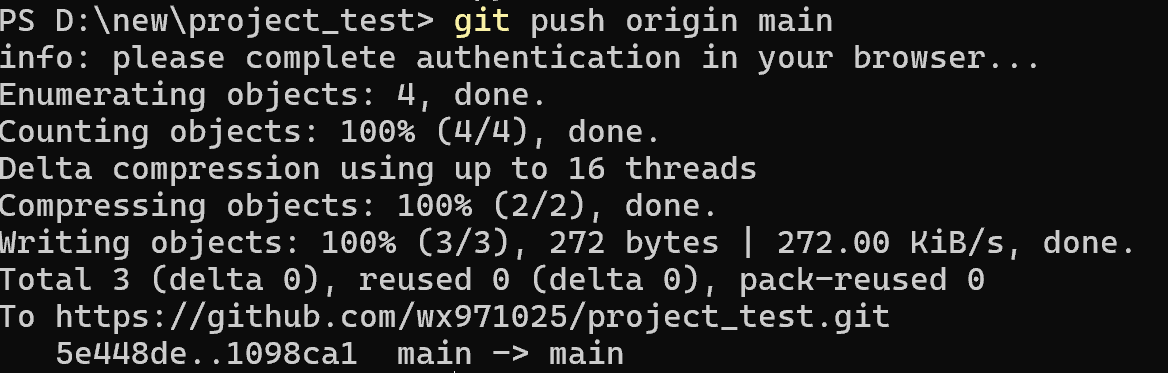 PS D:\new\project_test> git push origin main
info: please complete authentication in your browser...
Enumerating objects: 4, done.
Counting objects: 100% (4/4), done.
Delta compression using up to 16 threads
Compressing objects: 100% (2/2), done.
Writing objects: 100% (3/3), 272 bytes | 272.00 KiB/s, done.
Total 3 (delta 0), reused 0 (delta 0), pack-reused 0
To https://github.com/wx971025/project_test.git
   5e448de..1098ca1  main -> main